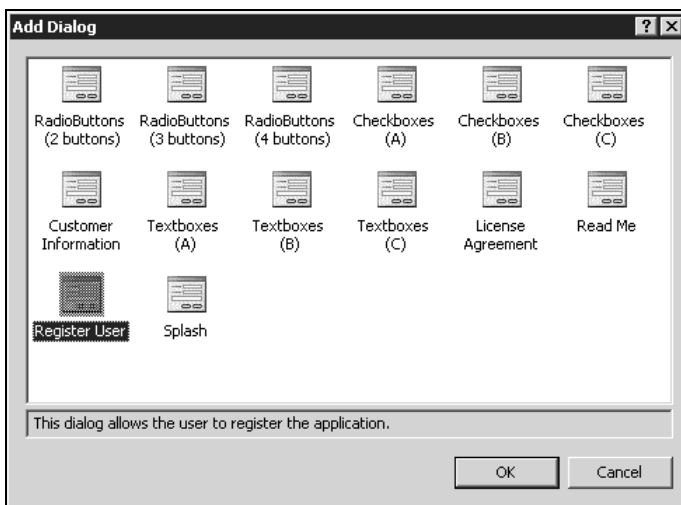 Add Dialog
RadioButtons
(2 buttons)
RadioButtons
(3 buttons)
RadioButtons
(4 buttons)
Checkboxes
(A)
Checkboxes
(B)
Checkboxes
(C)
Customer
Information
Textboxes
(A)
Textboxes
(B)
Textboxes
(C)
License
Agreement
Read Me
Register User
Splash
This dialog allows the user to register the application.
OK
Cancel